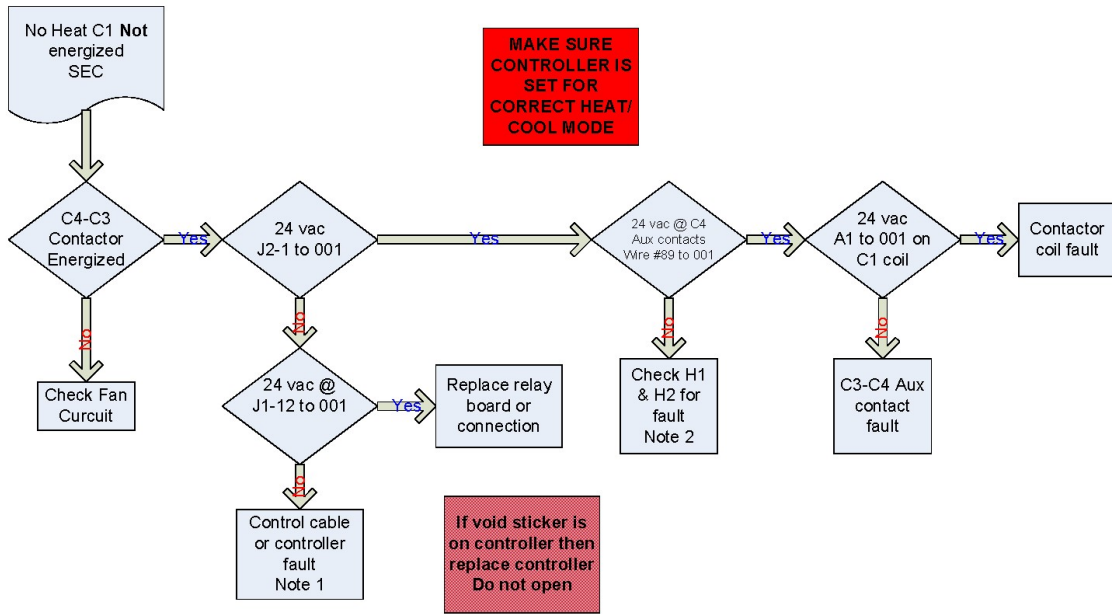 No Heat C1 Not
energized
SEC
MAKE SURE
CONTROLLER IS
SET FOR
CORRECT HEAT/
COOL MODE
C4-C3
Contactor
Energized
Yes
24 vac
J2-1 to 001
Yes
24 vac @ C4
Aux contacts
Wire #89 to 001
Yes
24 vac
A1 to 001 on
C1 coil
Yes
Contactor
coil fault
No
No
No
No
Check Fan
Curcuit
24 vac @
J1-12 to 001
Yes
Replace relay
board or
connection
Check H1
& H2 for
fault
Note 2
C3-C4 Aux
contact
fault
No
Control cable
or controller
fault
Note 1
If void sticker is
on controller then
replace controller
Do not open